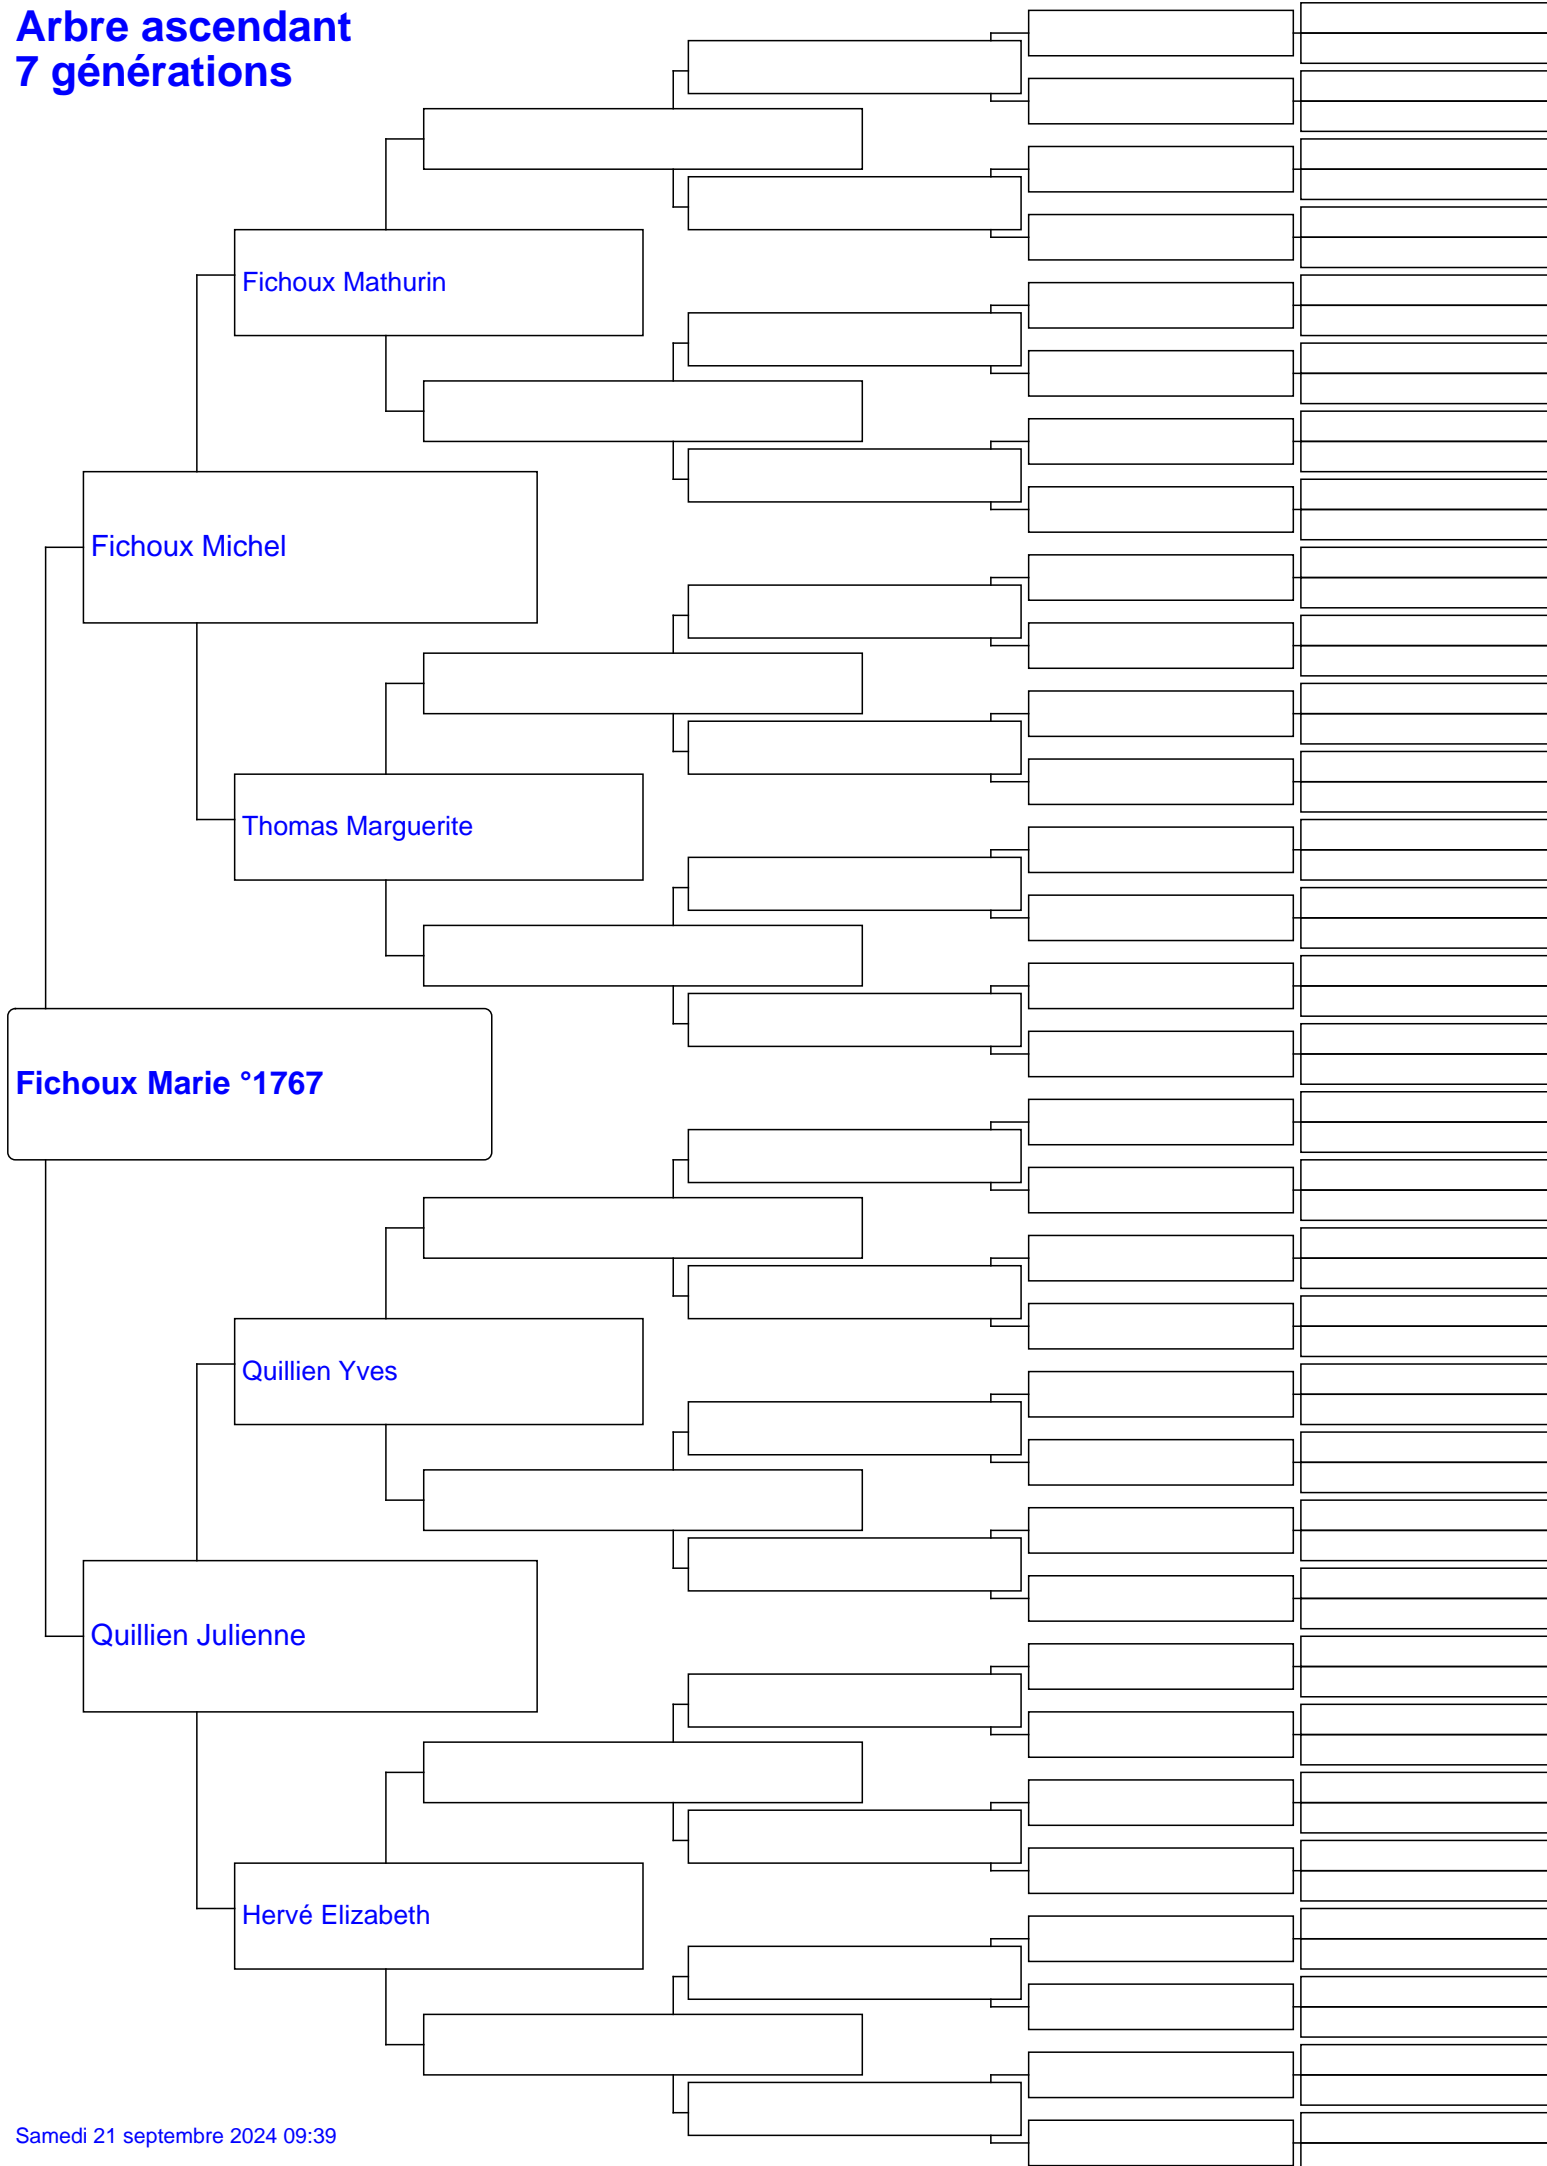 Arbre ascendant
7 générations
Fichoux Mathurin
Fichoux Michel
Thomas Marguerite
Fichoux Marie °1767
Quillien Yves
Quillien Julienne
Hervé Elizabeth
Samedi 21 septembre 2024 09:39